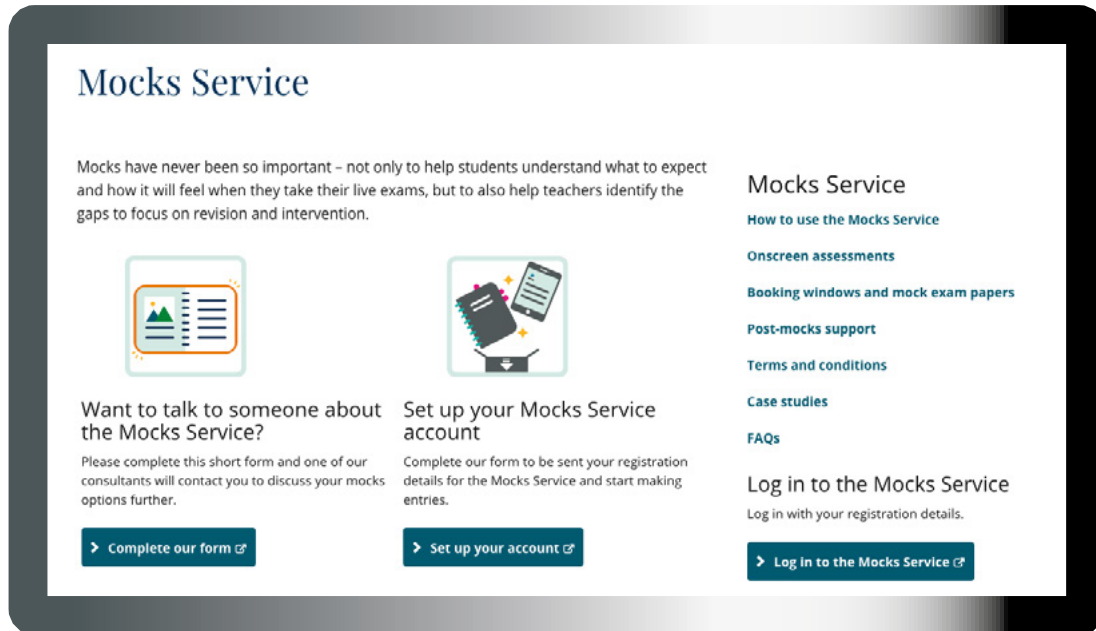 Mocks Service
Mocks have never been so important – not only to help students understand what to expect
and how it will feel when they take their live exams, but to also help teachers identify the
gaps to focus on revision and intervention.
Want to talk to someone about
the Mocks Service?
Please complete this short form and one of our
consultants will contact you to discuss your mocks
options further.
Complete our form
Set up your Mocks Service
account
Complete our form to be sent your registration
details for the Mocks Service and start making
entries.
Set up your account
Mocks Service
How to use the Mocks Service
Onscreen assessments
Booking windows and mock exam papers
Post-mocks support
Terms and conditions
Case studies
FAQs
Log in to the Mocks Service
Log in with your registration details.
Log in to the Mocks Service